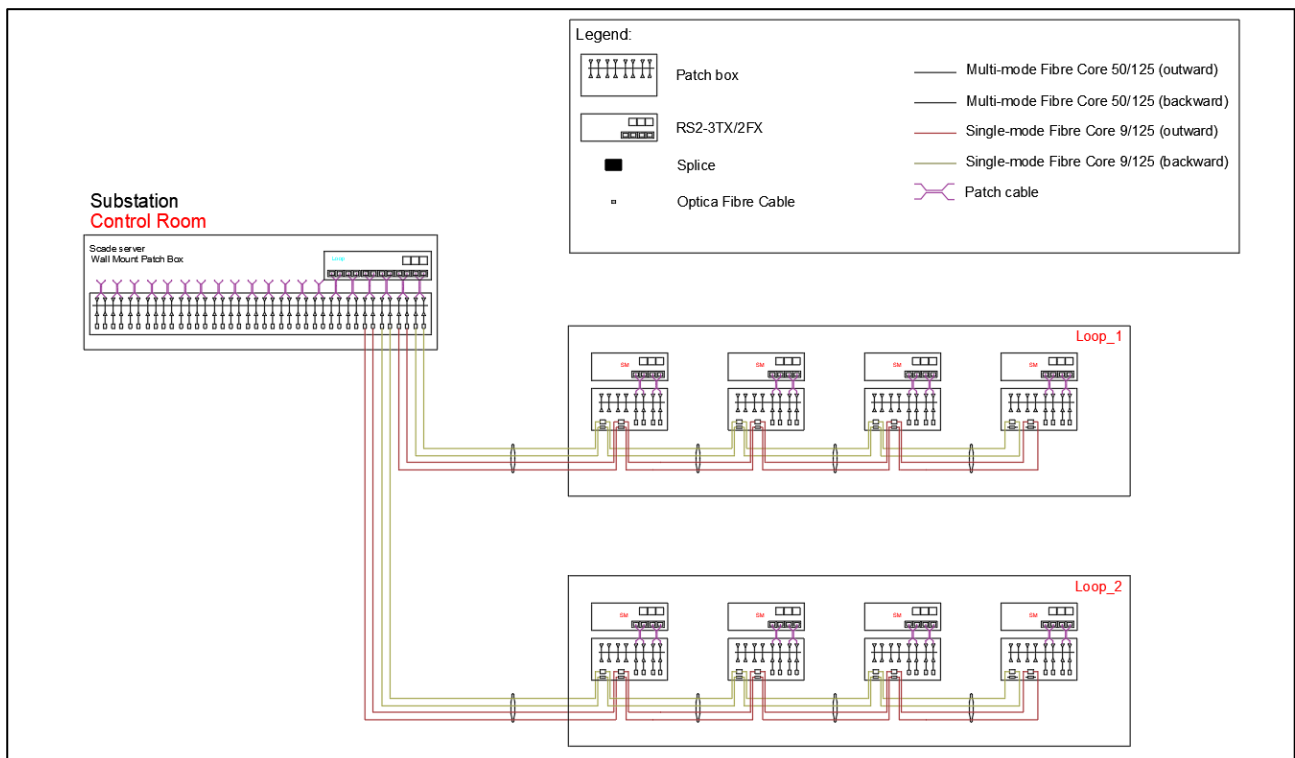 Legend:
Patch box
RS2-3TX/2FX
Splice
Optica Fibre Cable
Multi-mode Fibre Core 50/125 (outward)
Multi-mode Fibre Core 50/125 (backward)
Single-mode Fibre Core 9/125 (outward)
Single-mode Fibre Core 9/125 (backward)
Patch cable
Substation
Control Room
Scade server
Wall Mount Patch Box
Loop_1
SM
SM
SM
SM
Loop_2
SM
SM
SM
SM